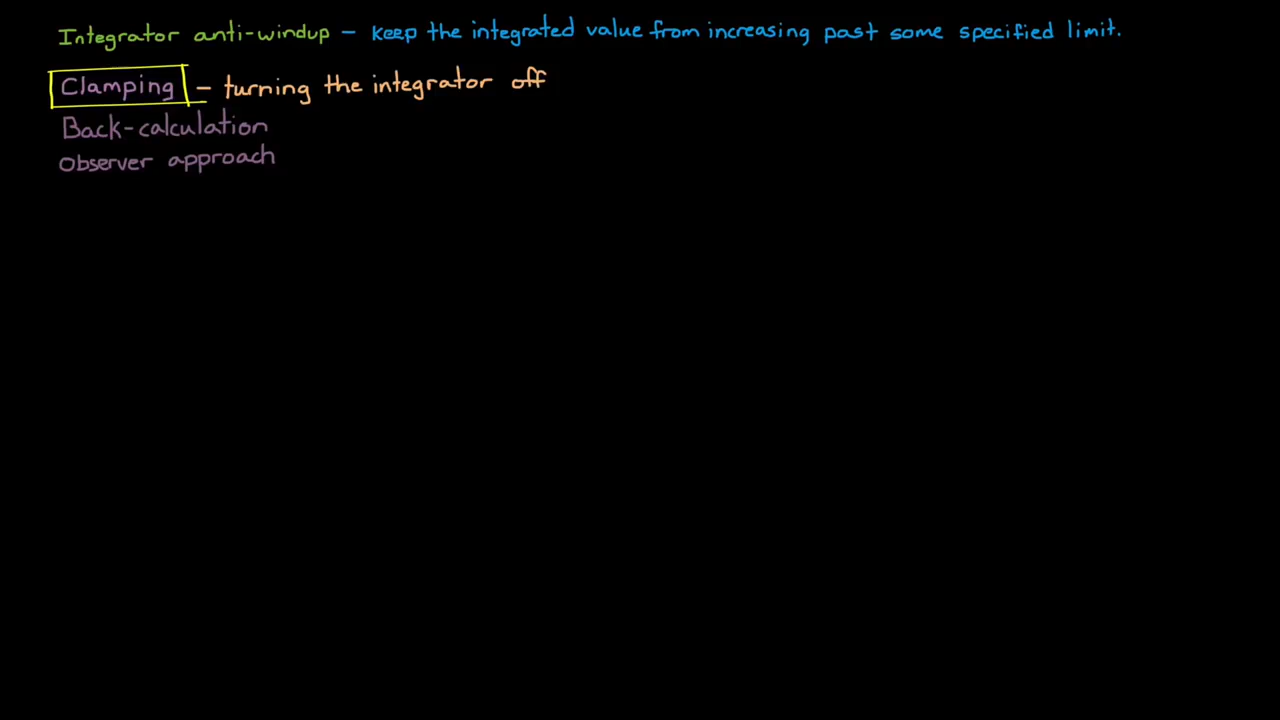 Integrator anti-windup – keep the integrated value from increasing past some specified limit.
Clamping – turning the integrator off
Back-calculation
Observer approach